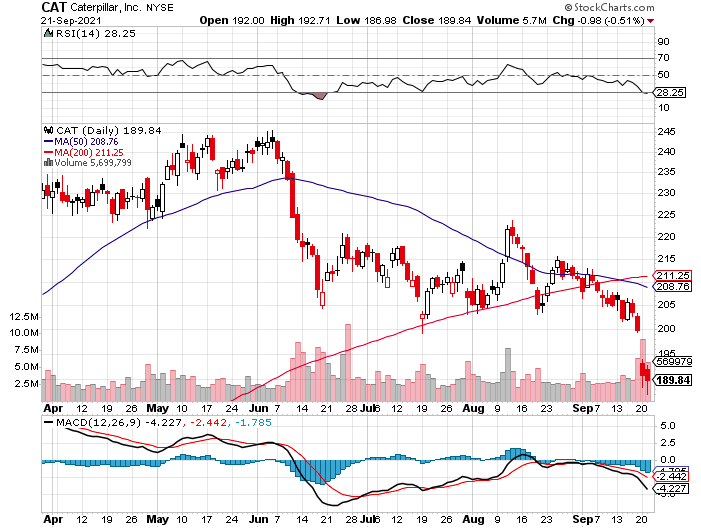 CAT Caterpillar, Inc. NYSE
© StockCharts.com
21-Sep-2021 Open 192.00 High 192.71 Low 186.98 Close 189.84 Volume 5.7M Chg -0.98 (-0.51%)
RSI(14) 28.25
90
70
50
30
28.25
10
CAT (Daily) 189.84
MA(50) 208.76
MA(200) 211.25
Volume 5,699,799
245
240
235
230
225
220
215
211.25
208.76
205
200
195
569979
189.84
12.5M
10.0M
7.5M
5.0M
2.5M
Apr 12 19 26 May 10 17 24 Jun 7 14 21 28 Jul 6 12 19 26 Aug 9 16 23 Sep 7 13 20
MACD(12,26,9) -4.227, -2.442, -1.785
5.0
2.5
0.0
-1.785
-2.442
-4.227
-5.0
Apr 12 19 26 May 10 17 24 Jun 7 14 21 28 Jul 6 12 19 26 Aug 9 16 23 Sep 7 13 20